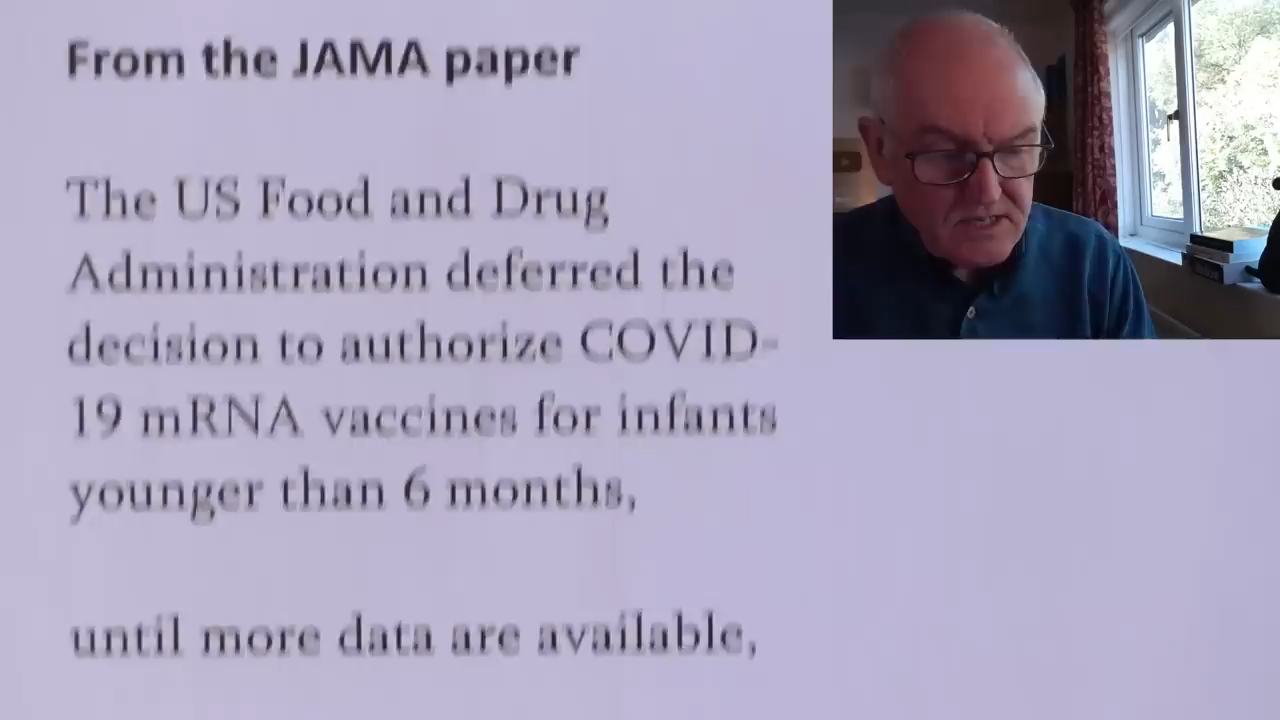 From the JAMA paper
The US Food and Drug
Administration deferred the
decision to authorize COVID-
19 mRNA vaccines for infants
younger than 6 months,
until more data are available,